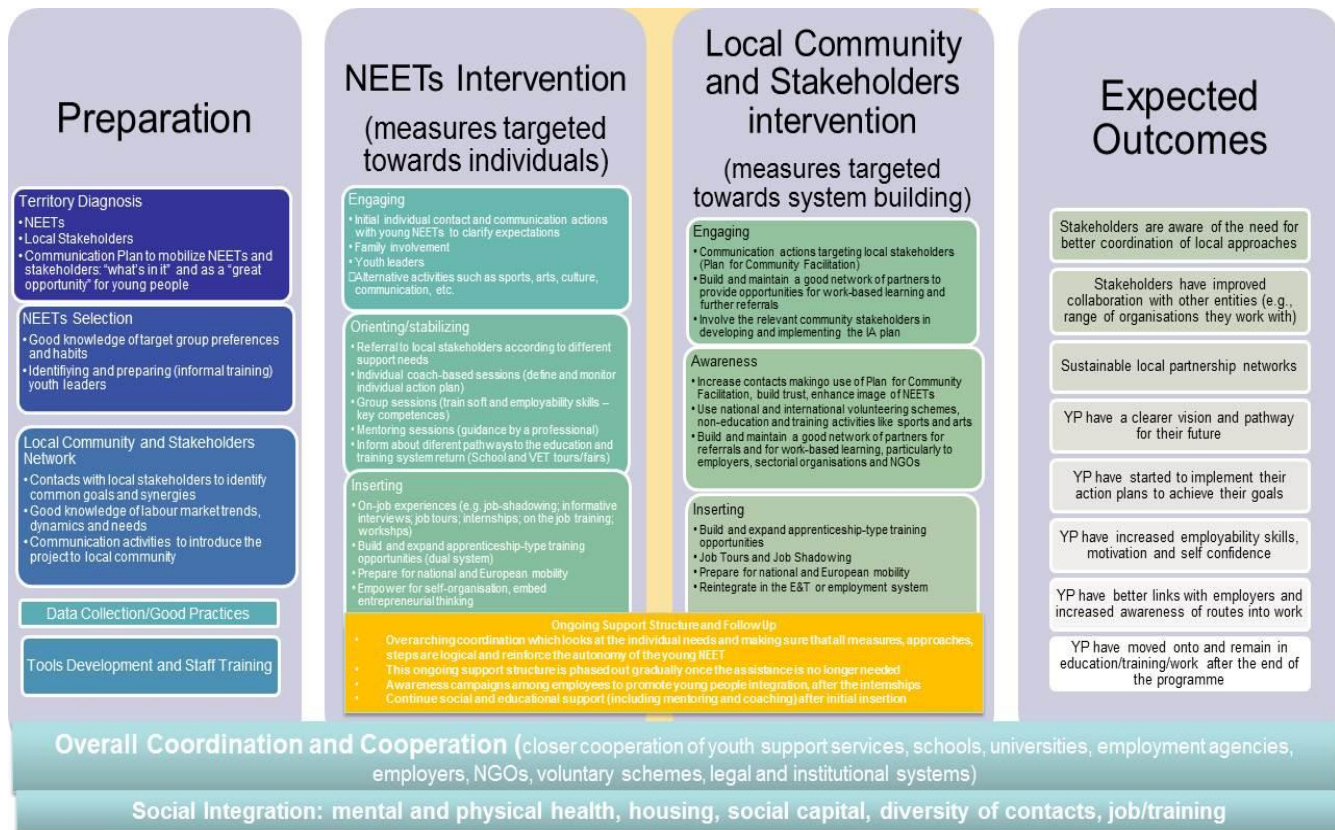 Preparation
Territory Diagnosis
•NEETs
•Local Stakeholders
•Communication Plan to mobilize NEETs and
stakeholders: “what’s in it” and as a “great
opportunity” for young people
NEETs Selection
•Good knowledge of target group preferences
and habits
•Identifiying and preparing (informal training)
youth leaders
Local Community and Stakeholders
Network
•Contacts with local stakeholders to identify
common goals and synergies
•Good knowledge of labour market trends,
dynamics and needs
•Communication activities to introduce the
project to local community
Data Collection/Good Practices
Tools Development and Staff Training
NEETs Intervention
(measures targeted
towards individuals)
Engaging
•Initial individual contact and communication actions
with young NEETs to clarify expectations
•Family involvement
•Youth leaders
Alternative activities such as sports, arts, culture,
communication, etc.
Orienting/stabilizing
•Referral to local stakeholders according to different
support needs
•Individual coach-based sessions (define and monitor
individual action plan)
•Group sessions (train soft and employability skills –
key competences)
•Mentoring sessions (guidance by a professional)
•Inform about diferent pathways to the education and
training system return (School and VET tours/fairs)
Inserting
•On-job experiences (e.g. job-shadowing; informative
interviews; job tours; internships; on the job training;
workshps)
•Build and expand apprenticeship-type training
opportunities (dual system)
•Prepare for national and European mobility
•Empower for self-organisation, embed
entrepreneurial thinking
Local Community
and Stakeholders
intervention
(measures targeted
towards system building)
Engaging
•Communication actions targeting local stakeholders
(Plan for Community Facilitation)
•Build and maintain a good network of partners to
provide opportunities for work-based learning and
further referrals
•Involve the relevant community stakeholders in
developing and implementing the IA plan
Awareness
•Increase contacts makingo use of Plan for Community
Facilitation, build trust, enhance image of NEETs
•Use national and international volunteering schemes,
non-education and training activities like sports and arts
•Build and maintain a good network of partners for
referrals and for work-based learning, particularly to
employers, sectorial organisations and NGOs
Inserting
•Build and expand apprenticeship-type training
opportunities
•Job Tours and Job Shadowing
•Prepare for national and European mobility
•Reintegrate in the E&T or employment system
Ongoing Support Structure and Follow Up
• Overarching coordination which looks at the individual needs and making sure that all measures, approaches,
steps are logical and reinforce the autonomy of the young NEET
• This ongoing support structure is phased out gradually once the assistance is no longer needed
• Awareness campaigns among employees to promote young people integration, after the internships
• Continue social and educational support (including mentoring and coaching) after initial insertion
Expected
Outcomes
Stakeholders are aware of the need for
better coordination of local approaches
Stakeholders have improved
collaboration with other entities (e.g.,
range of organisations they work with)
Sustainable local partnership networks
YP have a clearer vision and pathway
for their future
YP have started to implement their
action plans to achieve their goals
YP have increased employability skills,
motivation and self confidence
YP have better links with employers and
increased awareness of routes into work
YP have moved onto and remain in
education/training/work after the end of
the programme
Overall Coordination and Cooperation (closer cooperation of youth support services, schools, universities, employment agencies,
employers, NGOs, voluntary schemes, legal and institutional systems)
Social Integration: mental and physical health, housing, social capital, diversity of contacts, job/training